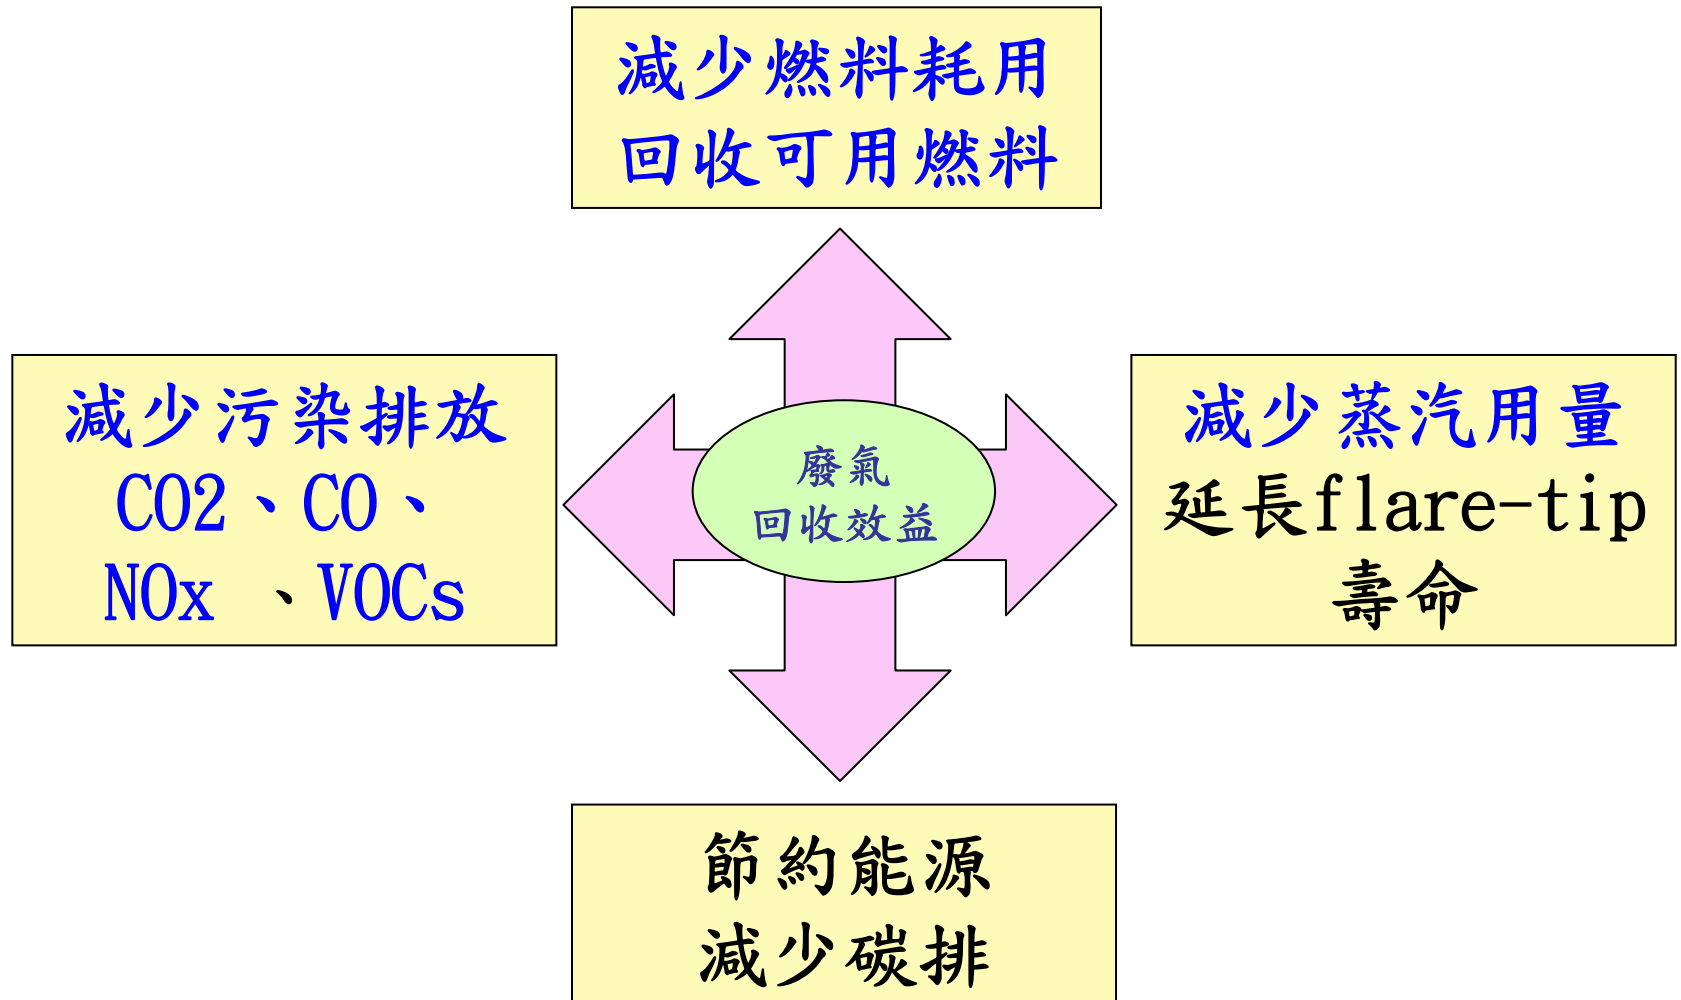 減少燃料耗用
回收可用燃料
減少污染排放
CO2、CO、
NOx 、VOCs
廢氣
回收效益
減少蒸汽用量
延長flare-tip
壽命
節約能源
減少碳排